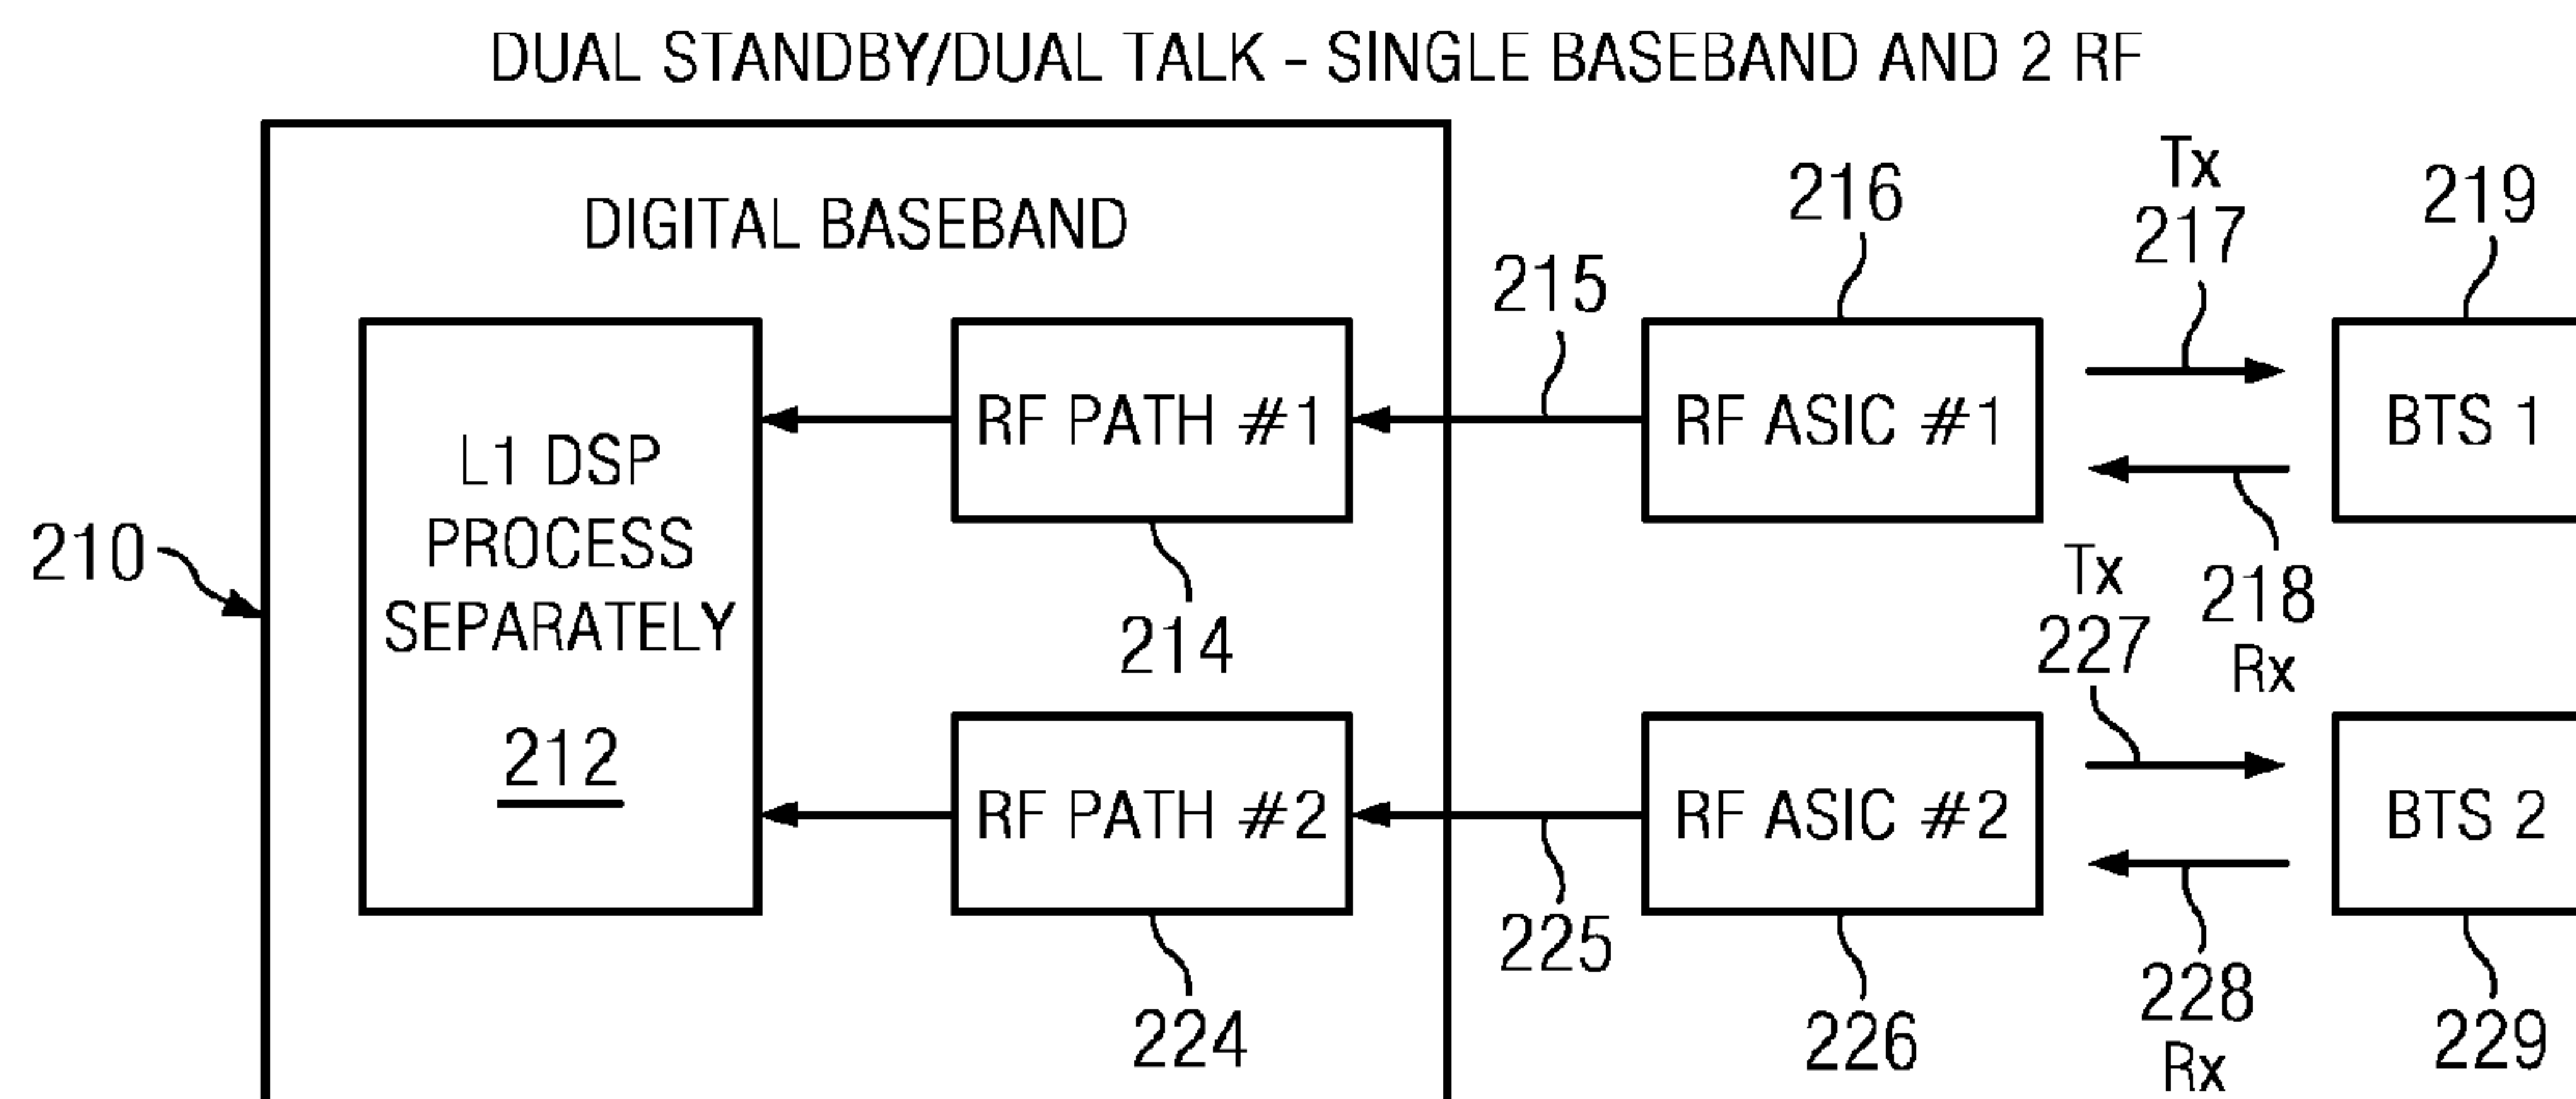 DUAL STANDBY/DUAL TALK - SINGLE BASEBAND AND 2 RF
DIGITAL BASEBAND
210
L1 DSP
PROCESS
SEPARATELY
212
RF PATH #1
214
RF PATH #2
224
215
225
216
RF ASIC #1
RF ASIC #2
226
Tx
217
218
Rx
Tx
227
228
Rx
219
BTS 1
BTS 2
229